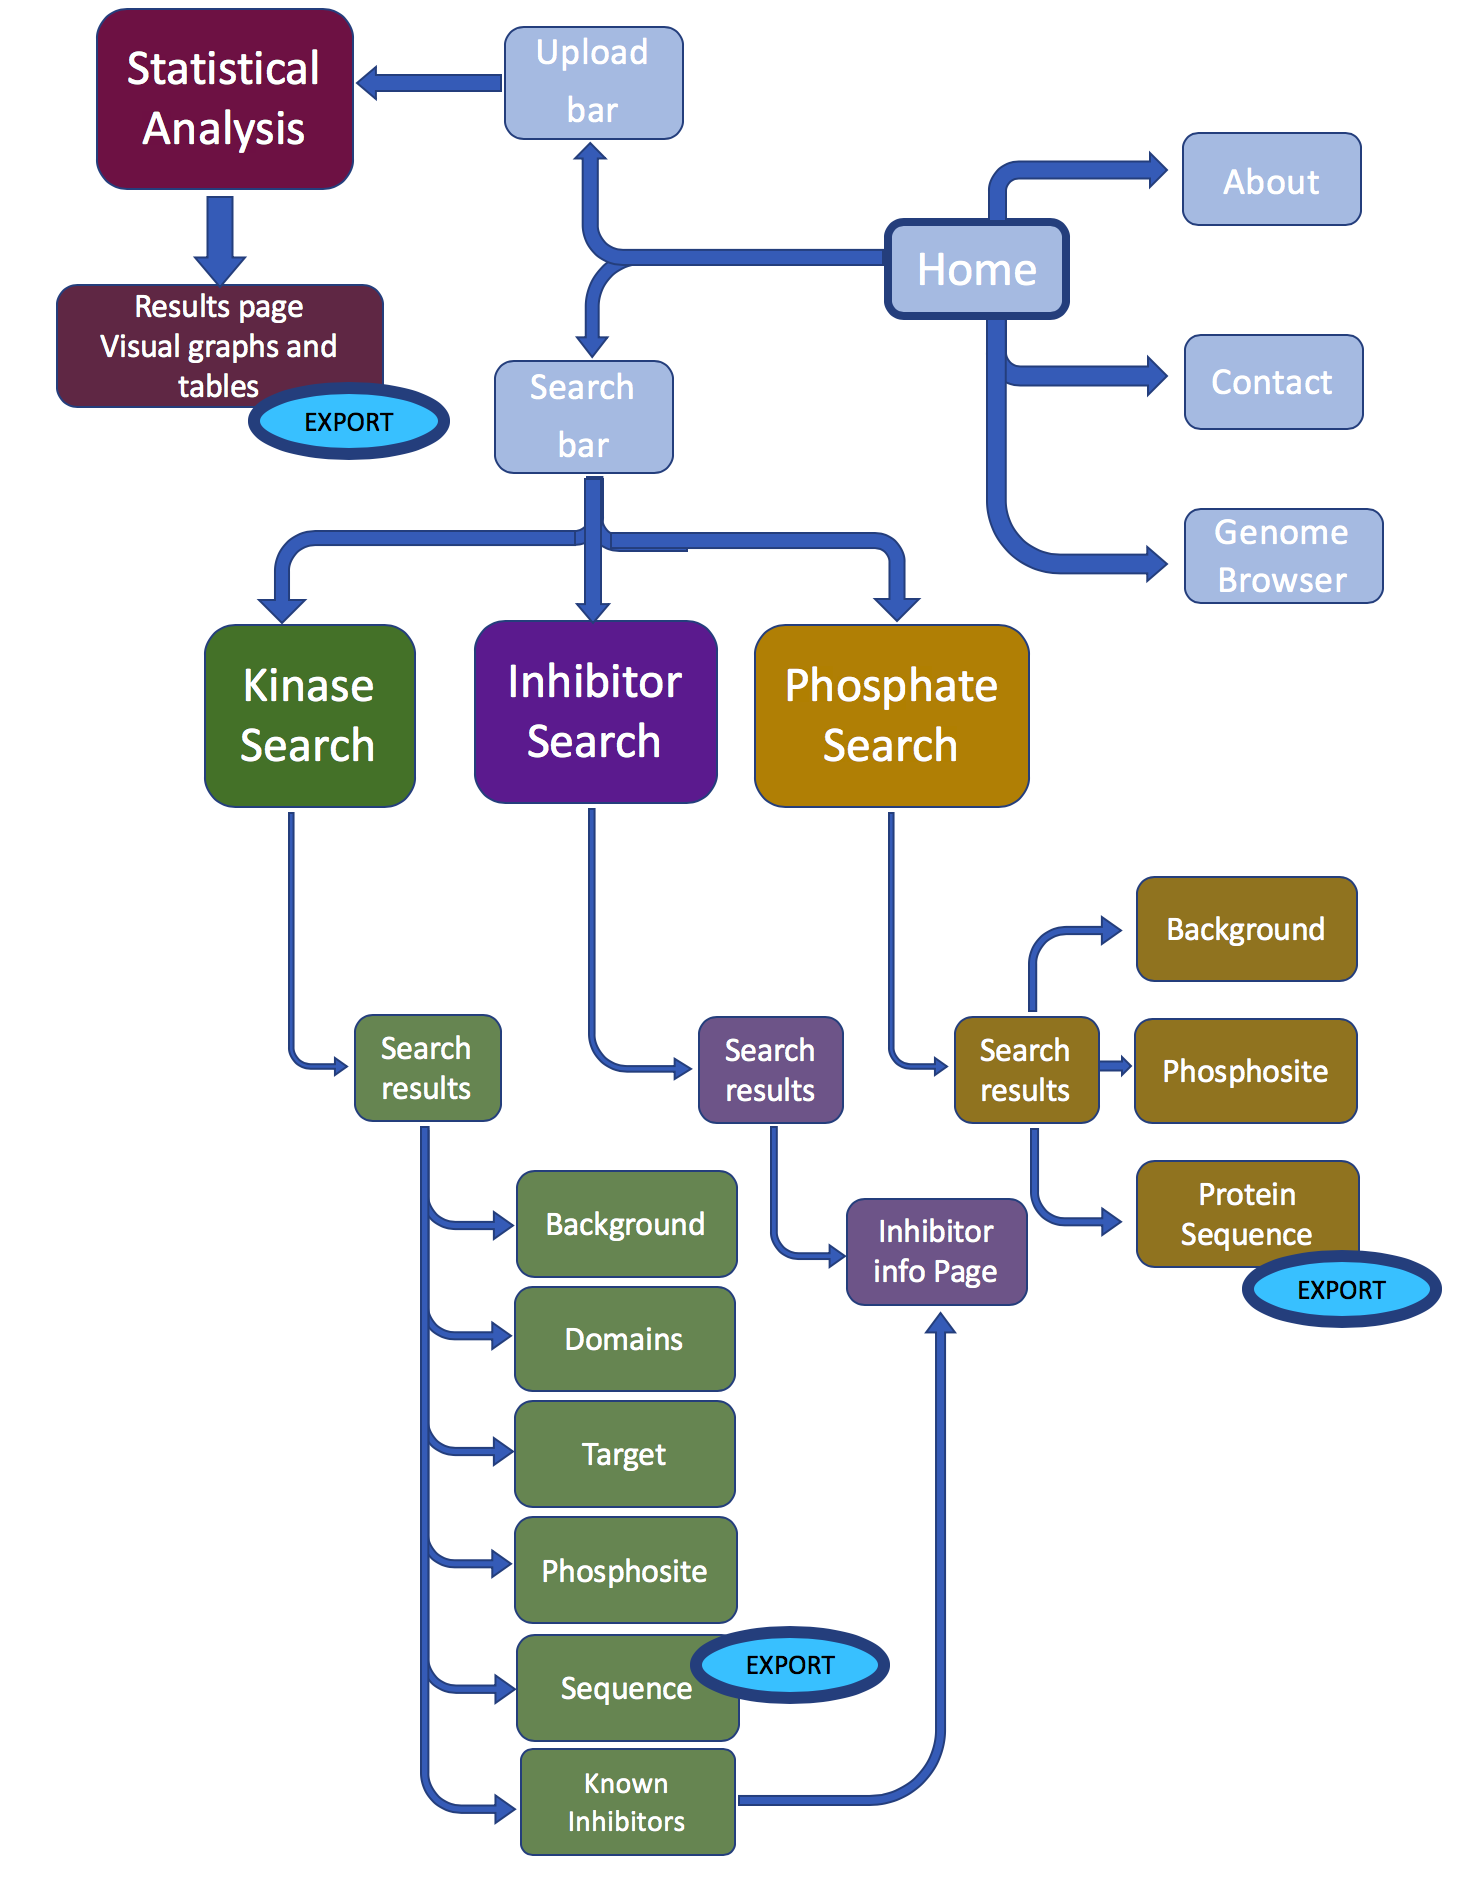 Statistical
Analysis
Upload
bar
About
Home
Results page
Visual graphs and
tables
EXPORT
Search
bar
Contact
Genome
Browser
Kinase
Search
Inhibitor
Search
Phosphate
Search
Background
Search
results
Search
results
Search
results
Phosphosite
Protein
Sequence
EXPORT
Background
Inhibitor
info Page
Domains
Target
Phosphosite
Sequence
EXPORT
Known
Inhibitors